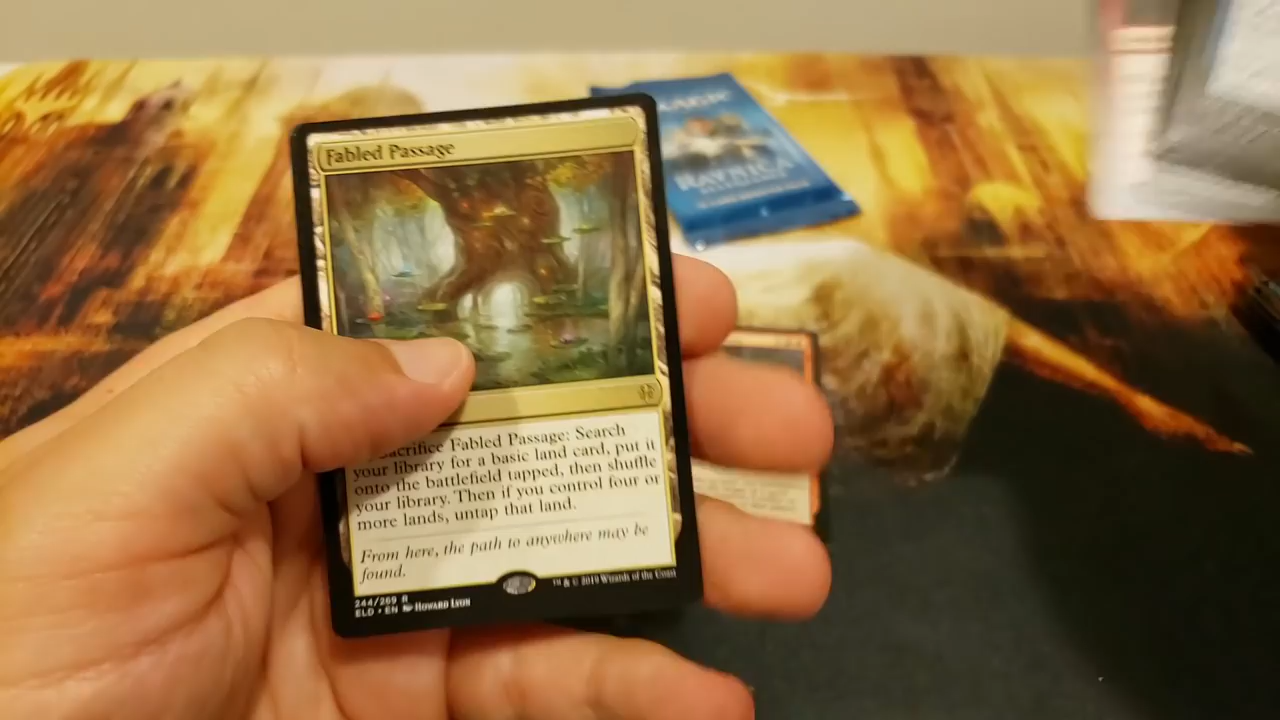 Fabled Passage
MAGIC
RAVNICA
Sacrifice Fabled Passage: Search
your library for a basic land card, put it
onto the battlefield tapped, then shuffle
your library. Then if you control four or
more lands, untap that land.
From here, the path to anywhere may be
found.
244/269 R
ELD • EN Howard Lyon
™ & © 2019 Wizards of the Coast